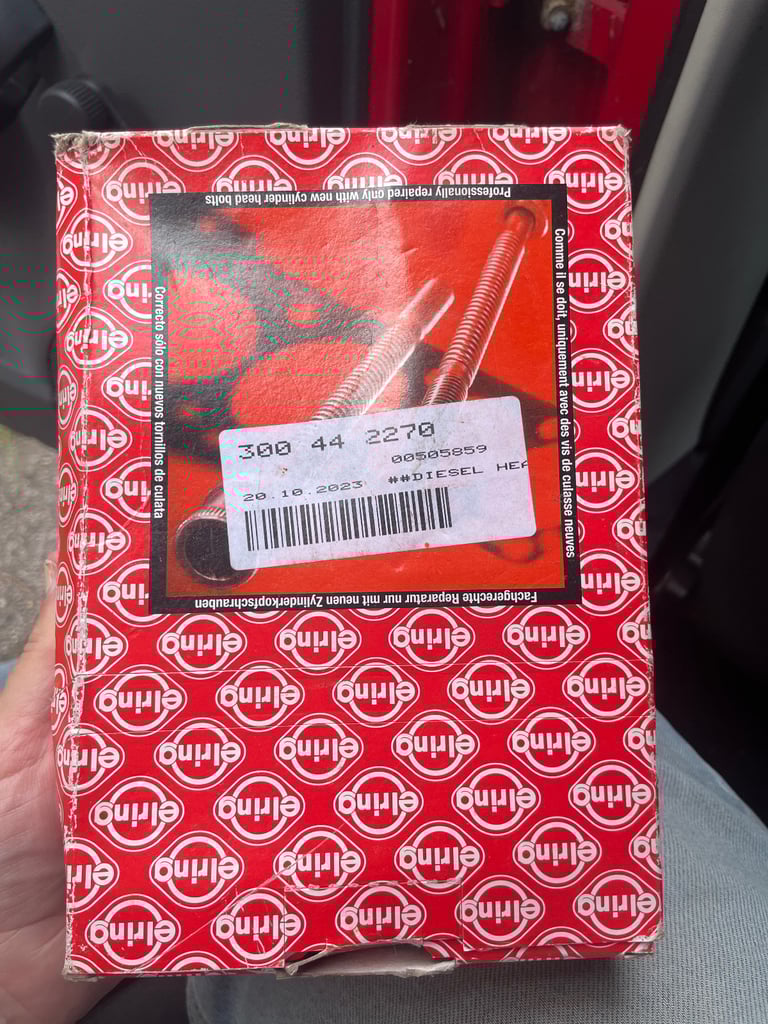 Professionally repaired only with new cylinder head bolts
Comme il se doit, uniquement avec des vis de culasse neuves
Correcto sólo con nuevos tornillos de culata
300 44 2270
00505859
20.10.2023 ##DIESEL HEA
Fachgerechte Reparatur nur mit neuen Zylinderkopfschrauben
elring